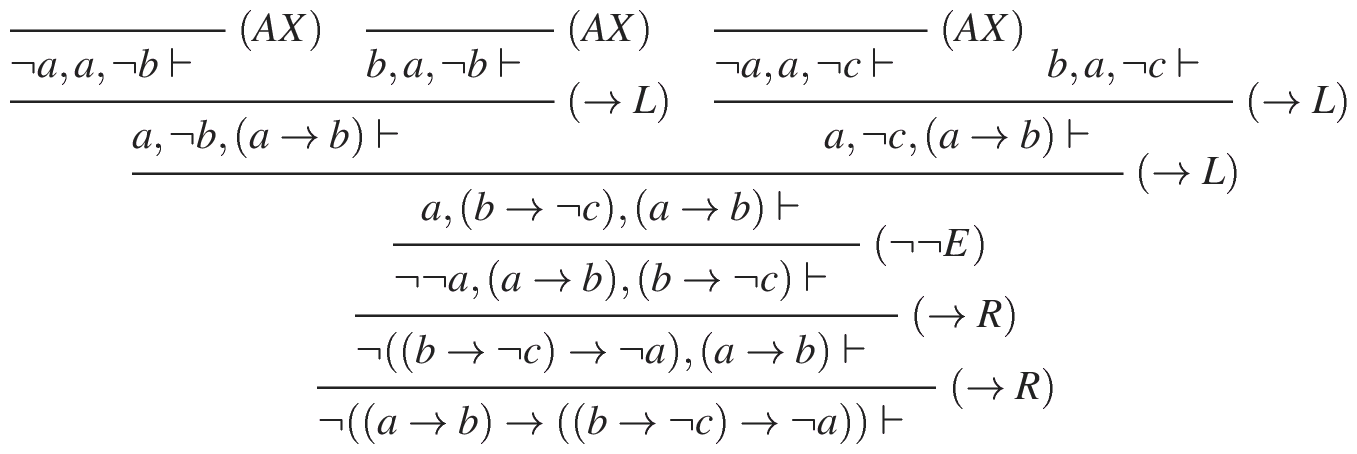 (AX) (AX) (AX)
¬a, a, ¬b ⊢ b, a, ¬b ⊢ ¬a, a, ¬c ⊢ b, a, ¬c ⊢
(→ L) (→ L)
a, ¬b, (a → b) ⊢ a, ¬c, (a → b) ⊢
(→ L)
a, (b → ¬c), (a → b) ⊢
(¬¬E)
¬¬a, (a → b), (b → ¬c) ⊢
(→ R)
¬((b → ¬c) → ¬a), (a → b) ⊢
(→ R)
¬((a → b) → ((b → ¬c) → ¬a)) ⊢